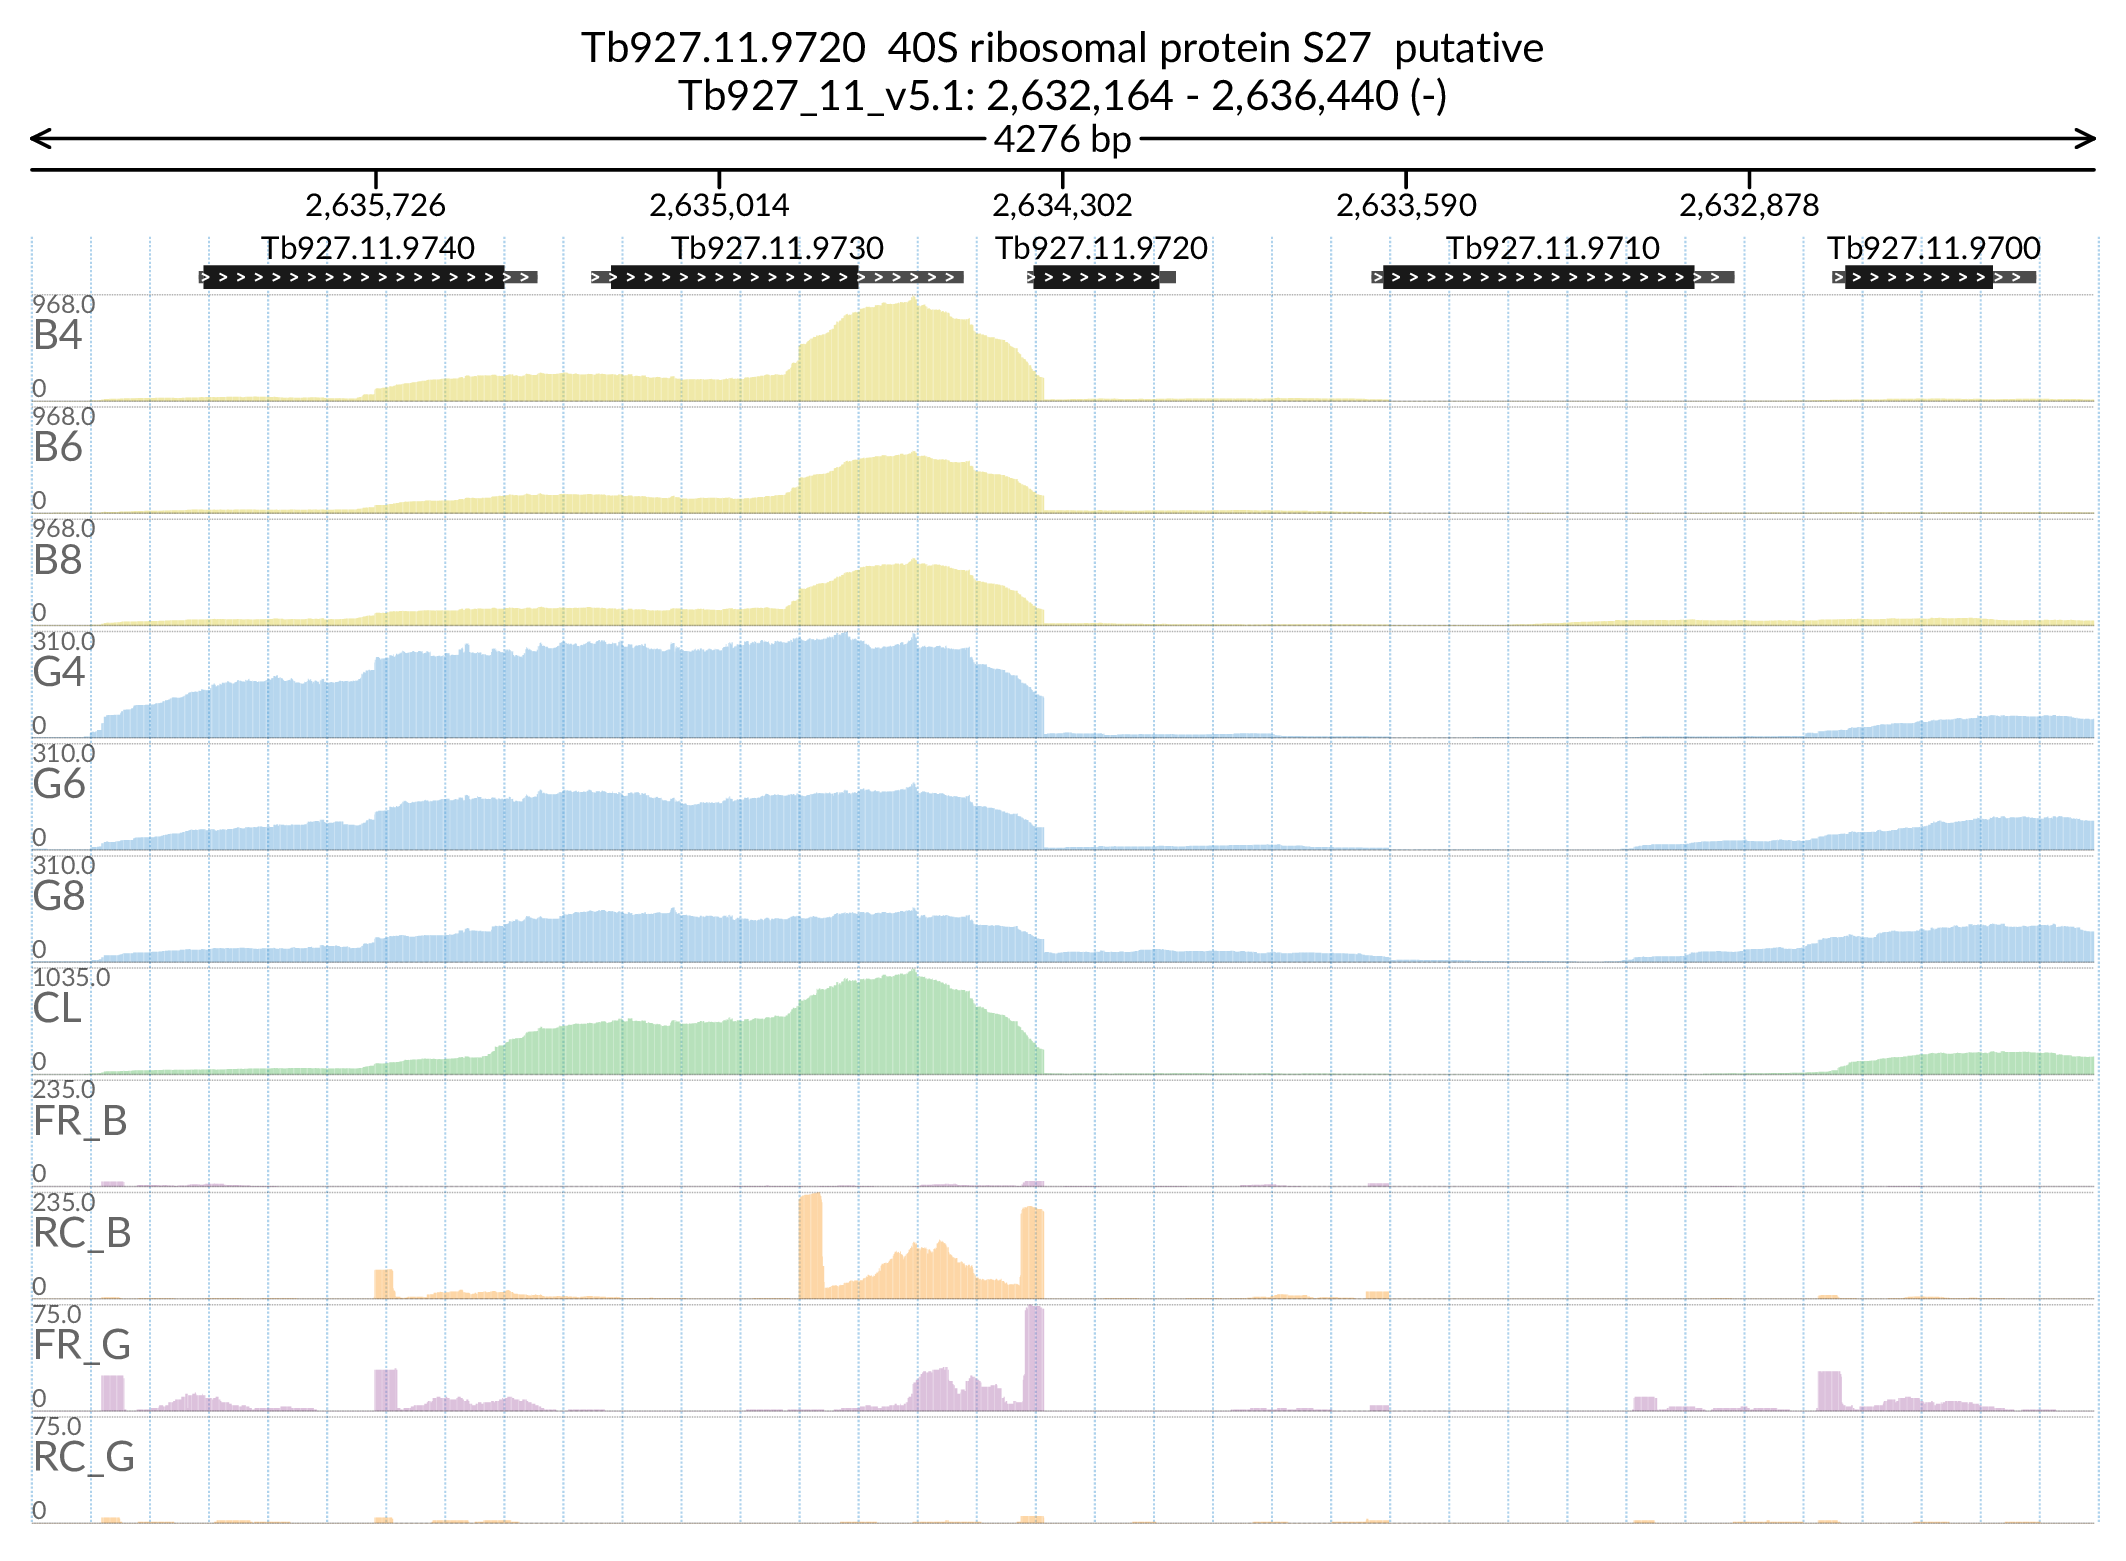 Tb927.11.9720  40S ribosomal protein S27  putative
Tb927_11_v5.1: 2,632,164 - 2,636,440 (-)
4276 bp
2,635,726 2,635,014 2,634,302 2,633,590 2,632,878
Tb927.11.9740 Tb927.11.9730 Tb927.11.9720 Tb927.11.9710 Tb927.11.9700
968.0
B4
0
968.0
B6
0
968.0
B8
0
310.0
G4
0
310.0
G6
0
310.0
G8
0
1035.0
CL
0
235.0
FR_B
0
235.0
RC_B
0
75.0
FR_G
0
75.0
RC_G
0